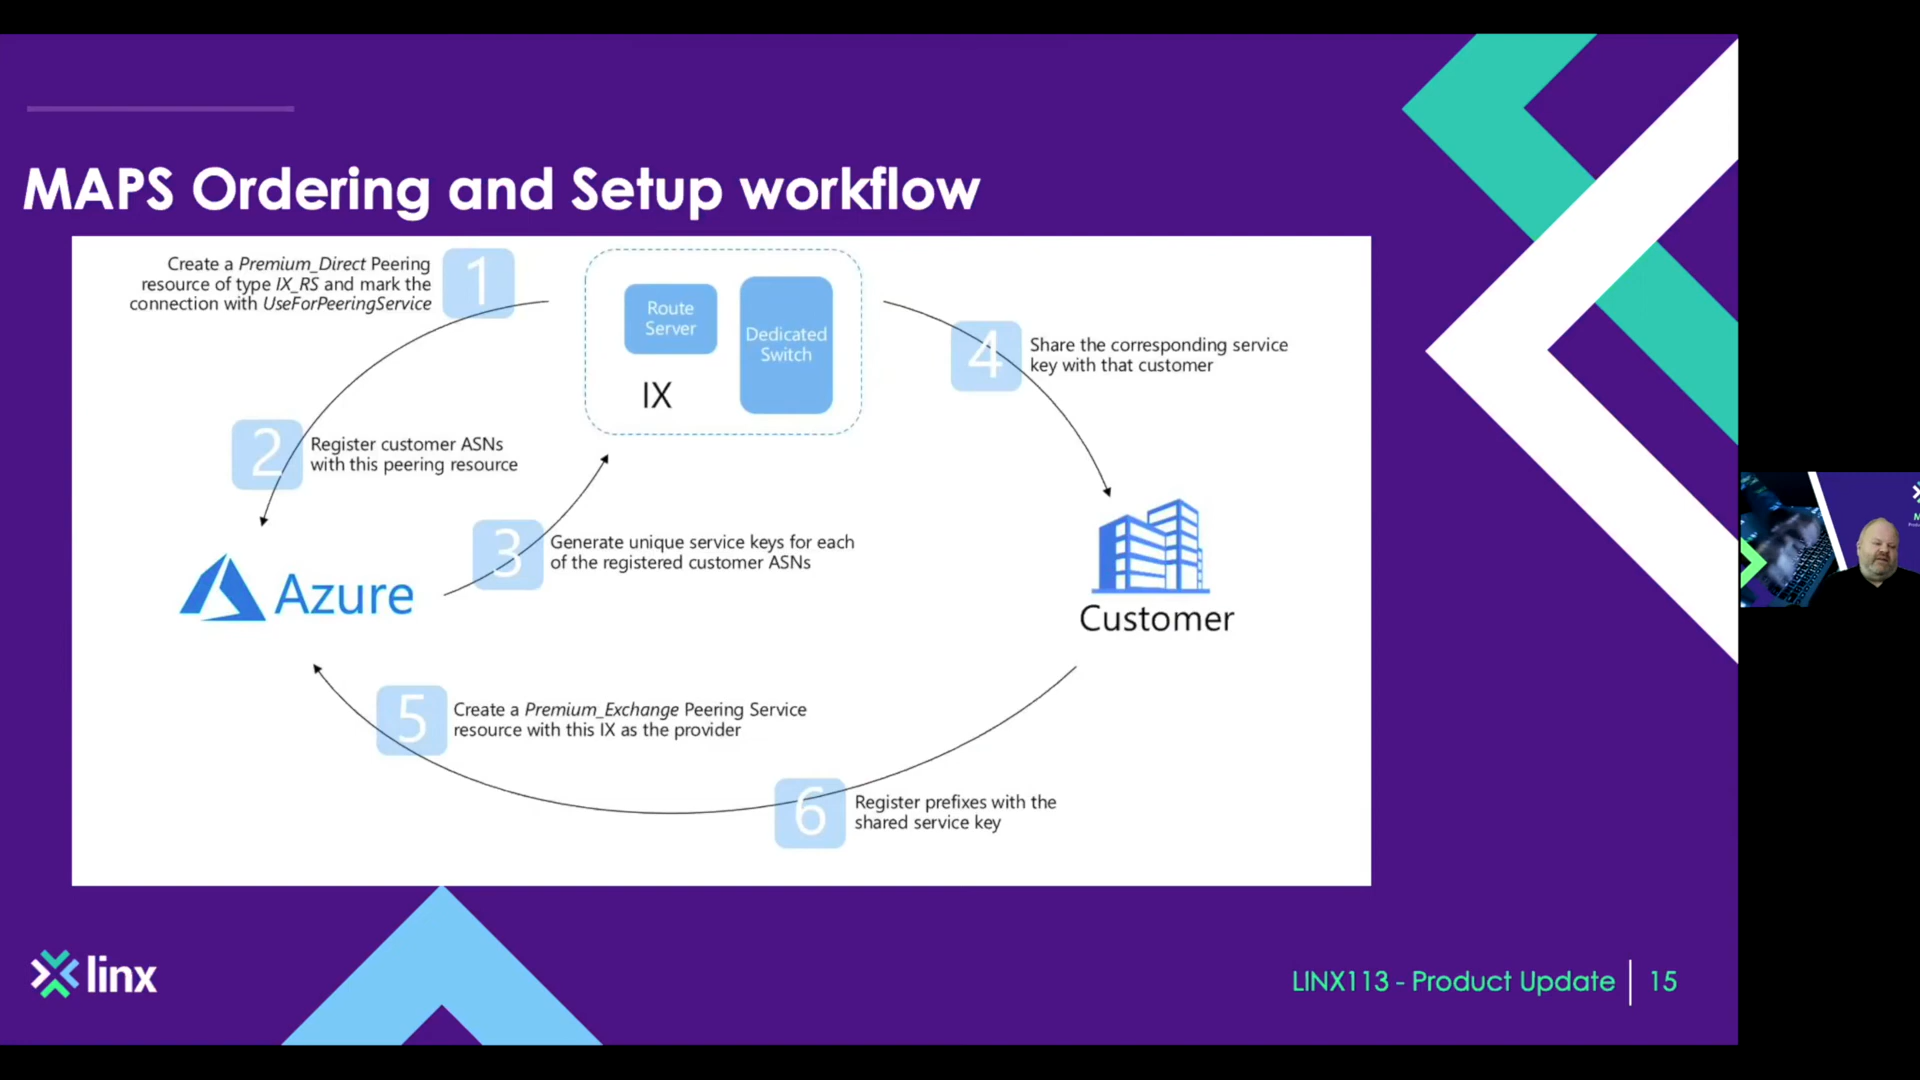 MAPS Ordering and Setup workflow
1
Create a Premium_Direct Peering
resource of type IX_RS and mark the
connection with UseForPeeringService
Route
Server
Dedicated
Switch
IX
4
Share the corresponding service
key with that customer
2
Register customer ASNs
with this peering resource
3
Generate unique service keys for each
of the registered customer ASNs
Azure
Customer
5
Create a Premium_Exchange Peering Service
resource with this IX as the provider
6
Register prefixes with the
shared service key
linx
LINX113 - Product Update
15